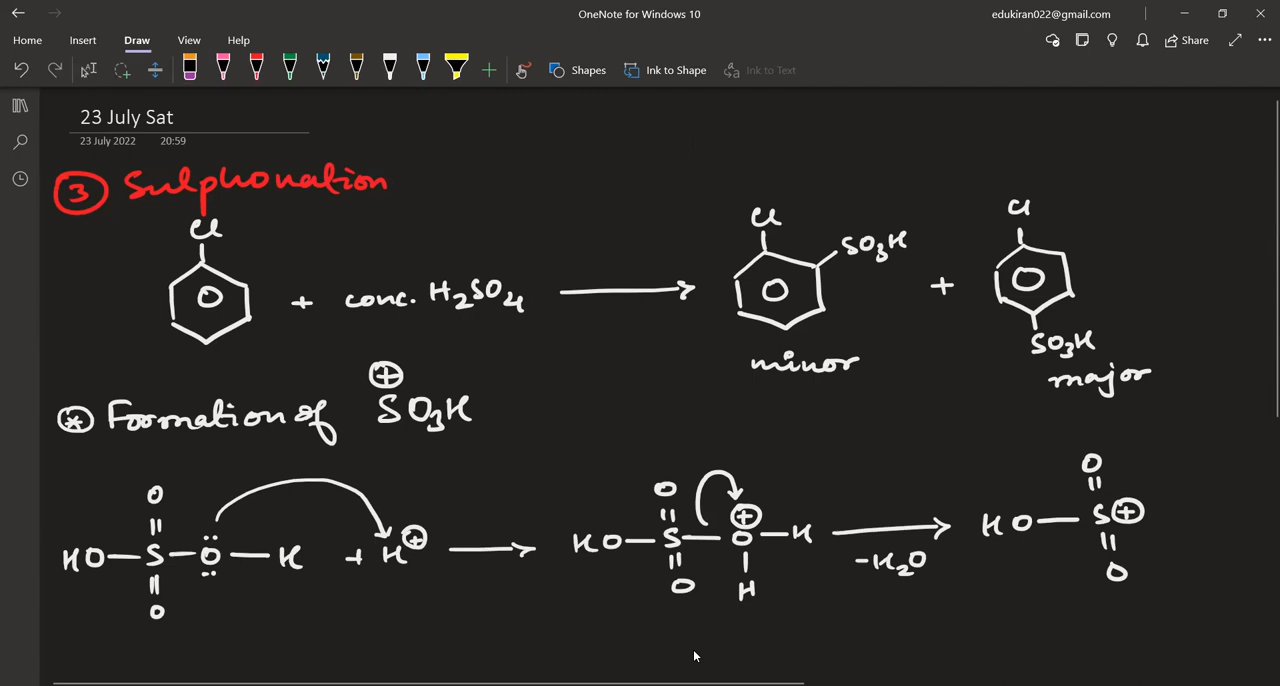 OneNote for Windows 10
edukiran022@gmail.com
Home Insert Draw View Help
Share
Shapes Ink to Shape Ink to Text
23 July Sat
23 July 2022 20:59
③ Sulphonation
Cl Cl SO3H Cl
+ conc. H2SO4 ⟶ +
SO3H
minor major
⊛ Formation of ⊕SO3H
O O O
HO—S—Ö—H + H⊕ ⟶ HO—S—O⊕—H ⟶ HO—S⊕
-H2O
O O H O